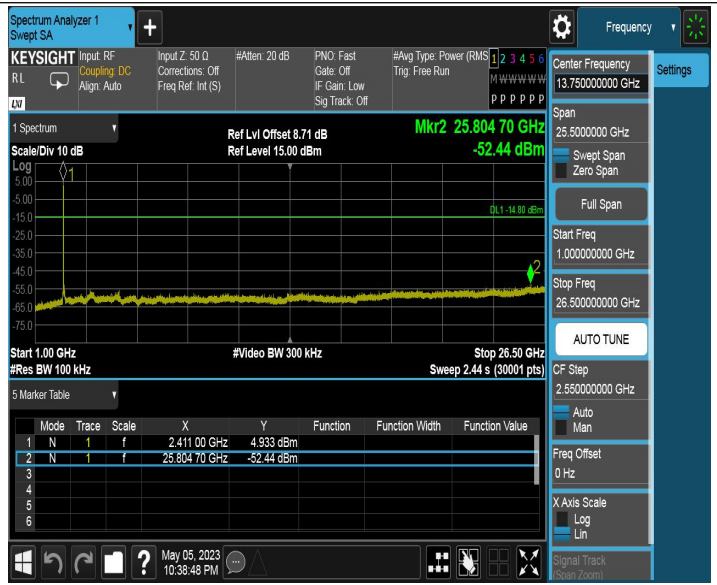 Spectrum Analyzer 1
Swept SA
Frequency
KEYSIGHT
RL
LXI
Input: RF
Coupling: DC
Align: Auto
Input Z: 50 Ω
Corrections: Off
Freq Ref: Int (S)
#Atten: 20 dB
PNO: Fast
Gate: Off
IF Gain: Low
Sig Track: Off
#Avg Type: Power (RMS
Trig: Free Run
1 2 3 4 5 6
M W W W W W
P P P P P P
1 Spectrum
Scale/Div 10 dB
Ref Lvl Offset 8.71 dB
Ref Level 15.00 dBm
Mkr2 25.804 70 GHz
-52.44 dBm
Log
1
5.00
-5.00
-15.0
DL1 -14.80 dBm
-25.0
-35.0
-45.0
2
-55.0
-65.0
-75.0
Start 1.00 GHz
#Video BW 300 kHz
Stop 26.50 GHz
#Res BW 100 kHz
Sweep 2.44 s (30001 pts)
5 Marker Table
Mode Trace Scale X Y Function Function Width Function Value
1 N 1 f 2.411 00 GHz 4.933 dBm
2 N 1 f 25.804 70 GHz -52.44 dBm
3
4
5
6
May 05, 2023
10:38:48 PM
Center Frequency
13.750000000 GHz
Settings
Span
25.5000000 GHz
Swept Span
Zero Span
Full Span
Start Freq
1.000000000 GHz
Stop Freq
26.500000000 GHz
AUTO TUNE
CF Step
2.550000000 GHz
Auto
Man
Freq Offset
0 Hz
X Axis Scale
Log
Lin
Signal Track
(Span Zoom)